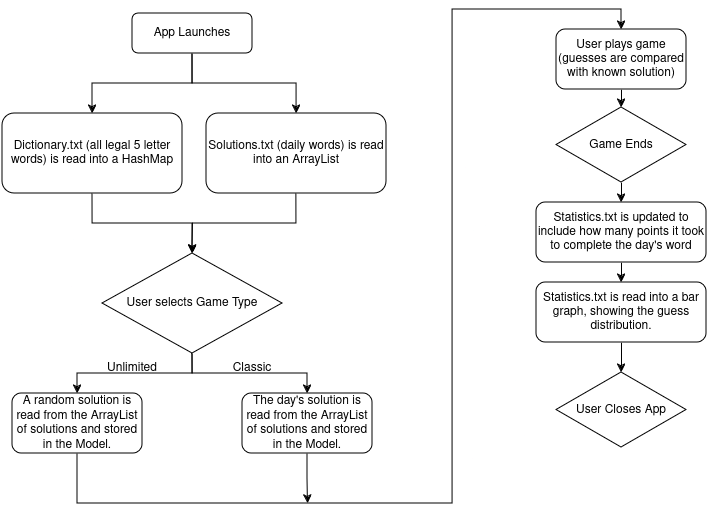 App Launches
Dictionary.txt (all legal 5 letter
words) is read into a HashMap
Solutions.txt (daily words) is read
into an ArrayList
User selects Game Type
Unlimited
Classic
A random solution is
read from the ArrayList
of solutions and stored
in the Model.
The day's solution is
read from the ArrayList
of solutions and stored
in the Model.
User plays game
(guesses are compared
with known solution)
Game Ends
Statistics.txt is updated to
include how many points it took
to complete the day's word
Statistics.txt is read into a bar
graph, showing the guess
distribution.
User Closes App